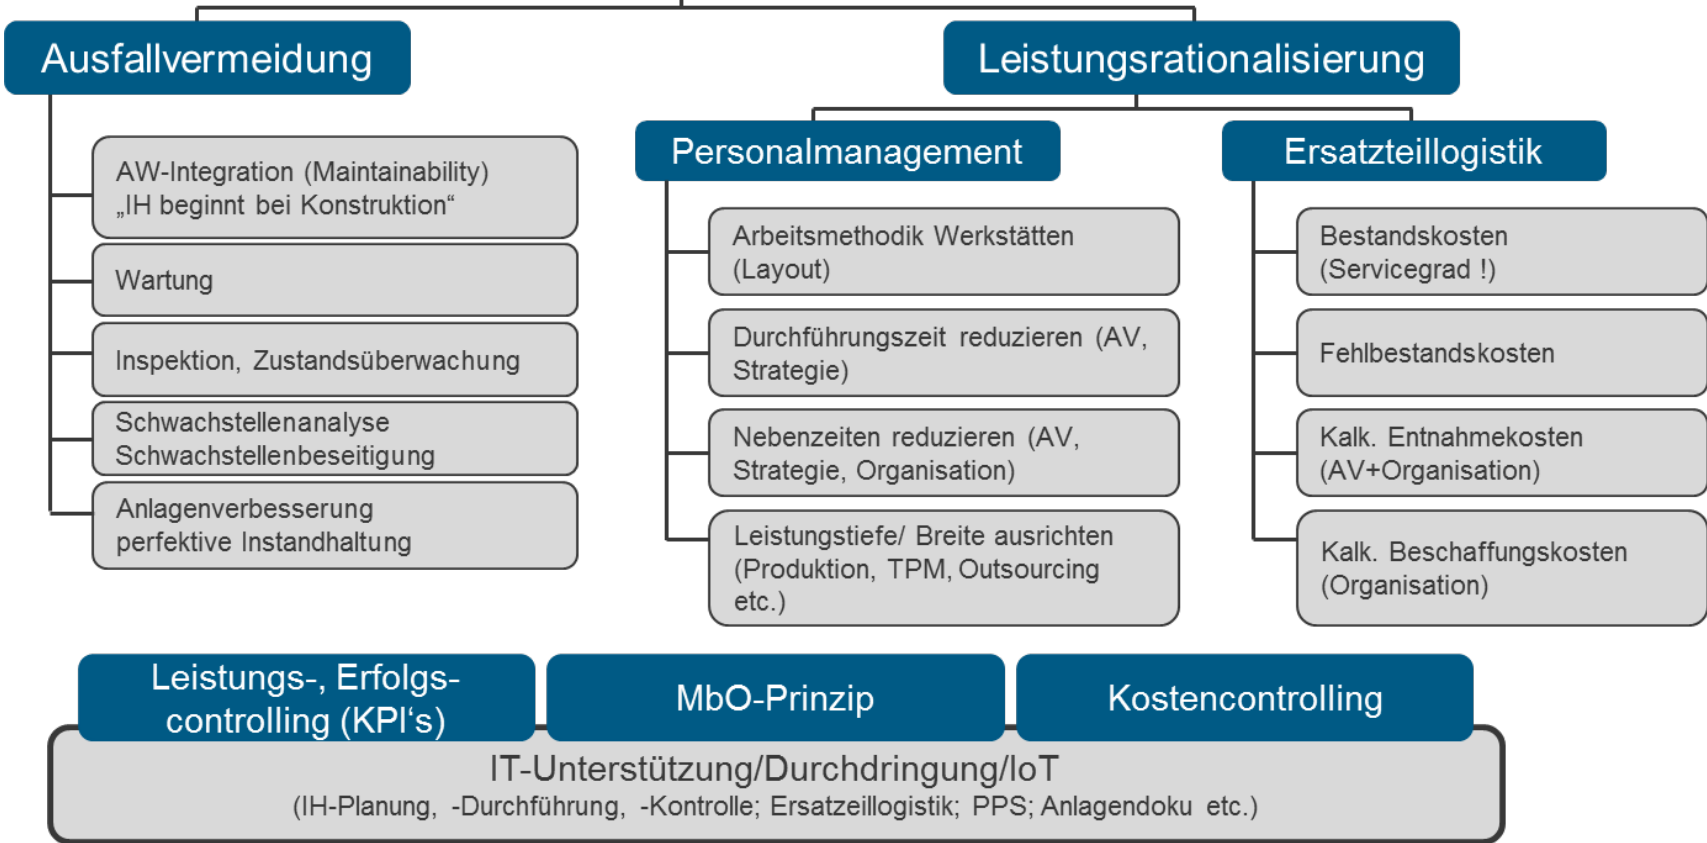 Ausfallvermeidung
Leistungsrationalisierung
AW-Integration (Maintainability)
„IH beginnt bei Konstruktion“
Wartung
Inspektion, Zustandsüberwachung
Schwachstellenanalyse
Schwachstellenbeseitigung
Anlagenverbesserung
perfektive Instandhaltung
Personalmanagement
Arbeitsmethodik Werkstätten
(Layout)
Durchführungszeit reduzieren (AV,
Strategie)
Nebenzeiten reduzieren (AV,
Strategie, Organisation)
Leistungstiefe/ Breite ausrichten
(Produktion, TPM, Outsourcing
etc.)
Ersatzteillogistik
Bestandskosten
(Servicegrad !)
Fehlbestandskosten
Kalk. Entnahmekosten
(AV+Organisation)
Kalk. Beschaffungskosten
(Organisation)
Leistungs-, Erfolgs-
controlling (KPI‘s)
MbO-Prinzip
Kostencontrolling
IT-Unterstützung/Durchdringung/IoT
(IH-Planung, -Durchführung, -Kontrolle; Ersatzeillogistik; PPS; Anlagendoku etc.)